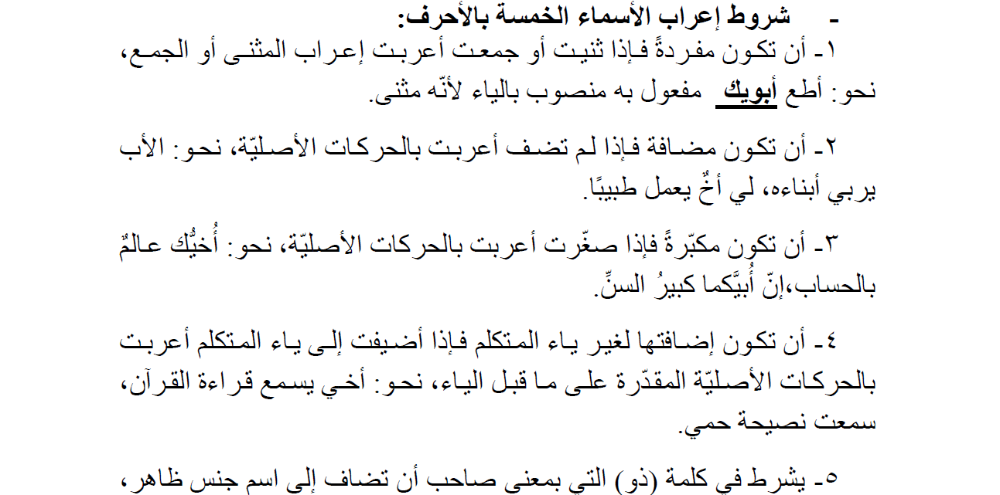 - شروط إعراب الأسماء الخمسة بالأحرف:
١- أن تكون مفردةً فإذا ثنيت أو جمعت أعربت إعراب المثنى أو الجمع،
نحو: أطع أبويك مفعول به منصوب بالياء لأنّه مثنى.
٢- أن تكون مضافة فإذا لم تضف أعربت بالحركات الأصليّة، نحو: الأب
يربي أبناءه، لي أخٌ يعمل طبيبًا.
٣- أن تكون مكبّرةً فإذا صغّرت أعربت بالحركات الأصليّة، نحو: أُخيُّك عالمٌ
بالحساب،إنّ أُبيَّكما كبيرُ السنِّ.
٤- أن تكون إضافتها لغير ياء المتكلم فإذا أضيفت إلى ياء المتكلم أعربت
بالحركات الأصليّة المقدّرة على ما قبل الياء، نحو: أخي يسمع قراءة القرآن،
سمعت نصيحة حمي.
٥- يشرط في كلمة (ذو) التي بمعنى صاحب أن تضاف إلى اسم جنس ظاهر،